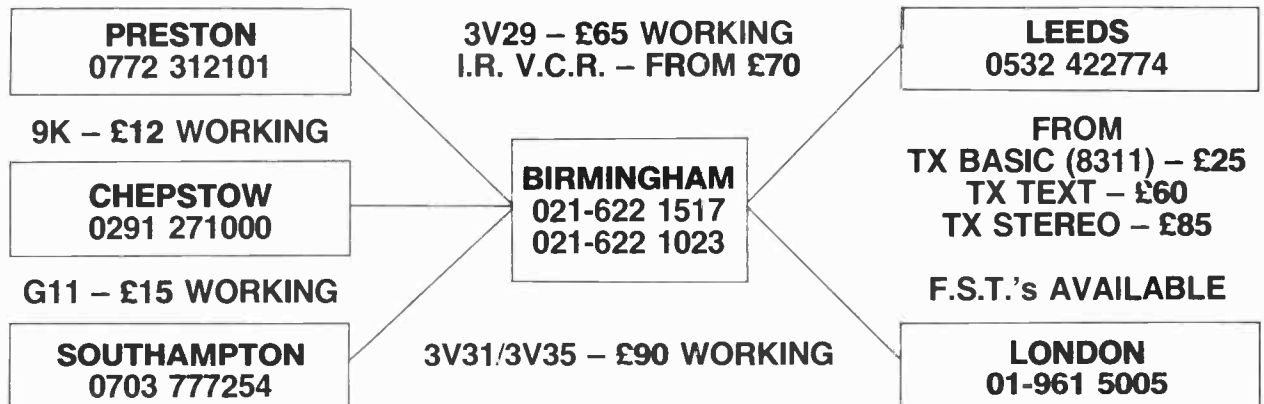 PRESTON
0772 312101
9K – £12 WORKING
CHEPSTOW
0291 271000
G11 – £15 WORKING
SOUTHAMPTON
0703 777254
3V29 – £65 WORKING
I.R. V.C.R. – FROM £70
BIRMINGHAM
021-622 1517
021-622 1023
3V31/3V35 – £90 WORKING
LEEDS
0532 422774
FROM
TX BASIC (8311) – £25
TX TEXT – £60
TX STEREO – £85
F.S.T.'s AVAILABLE
LONDON
01-961 5005